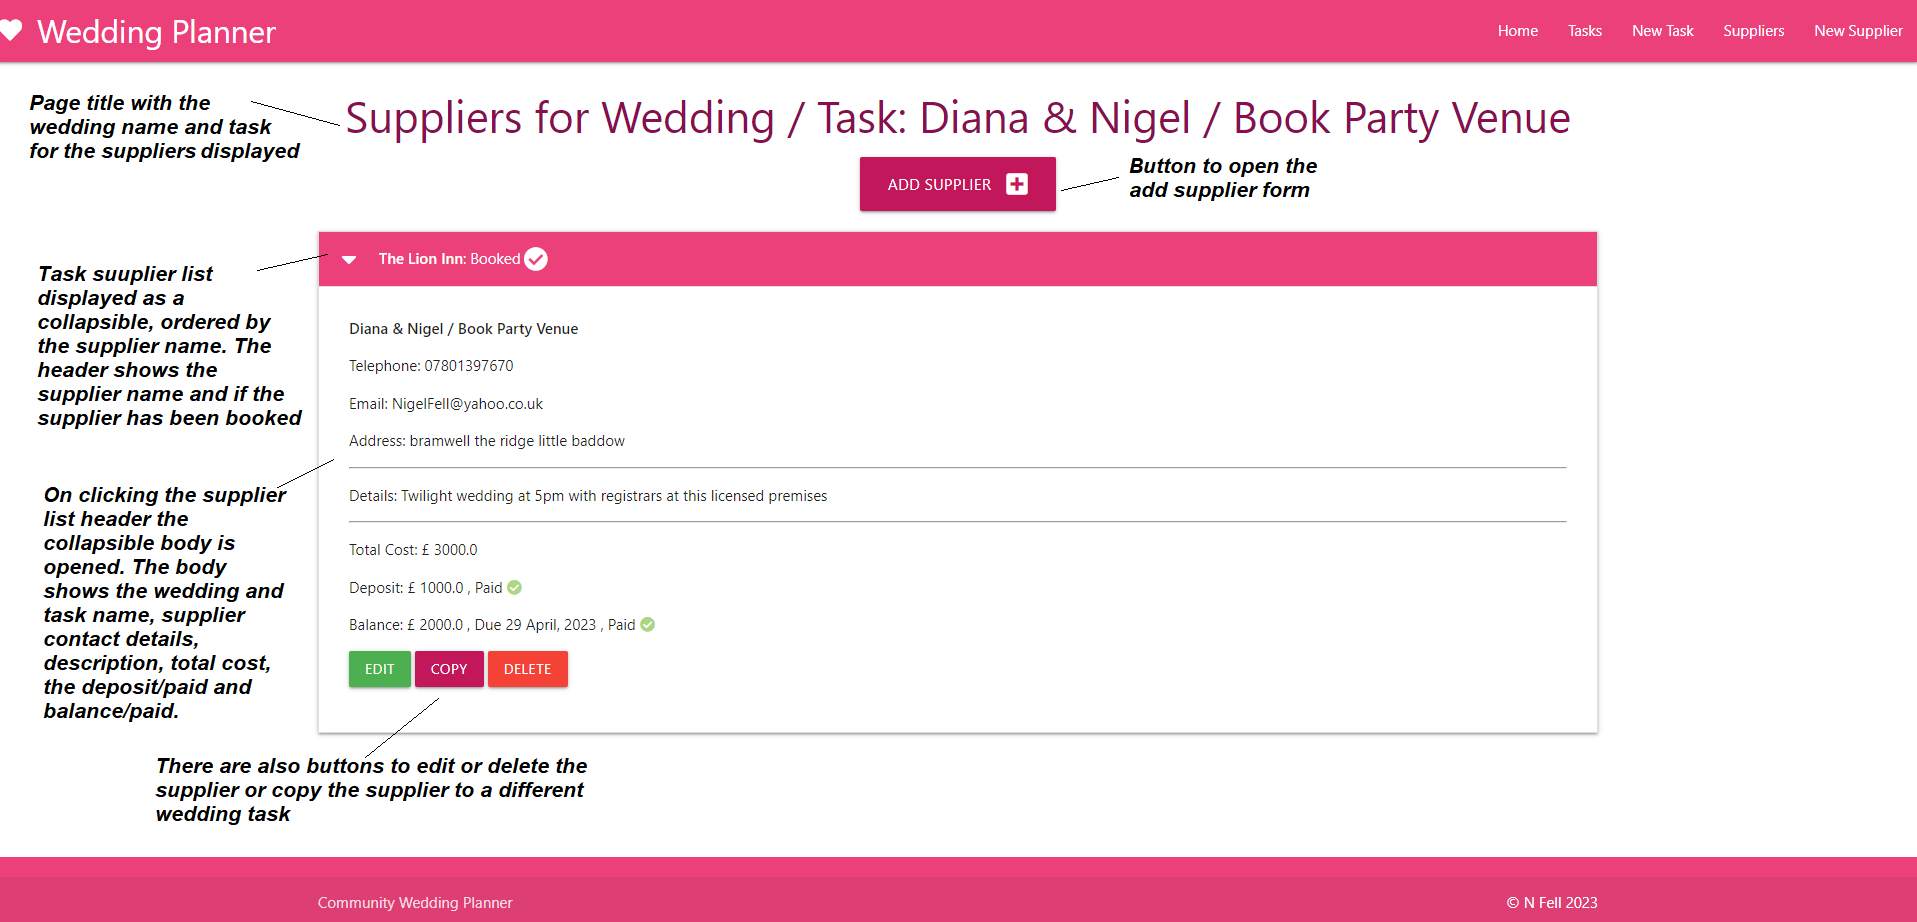 Wedding Planner
Home Tasks New Task Suppliers New Supplier
Page title with the
wedding name and task
for the suppliers displayed
Suppliers for Wedding / Task: Diana & Nigel / Book Party Venue
ADD SUPPLIER
Button to open the
add supplier form
Task suuplier list
displayed as a
collapsible, ordered by
the supplier name. The
header shows the
supplier name and if the
supplier has been booked
The Lion Inn: Booked
Diana & Nigel / Book Party Venue
Telephone: 07801397670
Email: NigelFell@yahoo.co.uk
Address: bramwell the ridge little baddow
On clicking the supplier
list header the
collapsible body is
opened. The body
shows the wedding and
task name, supplier
contact details,
description, total cost,
the deposit/paid and
balance/paid.
Details: Twilight wedding at 5pm with registrars at this licensed premises
Total Cost: £ 3000.0
Deposit: £ 1000.0 , Paid
Balance: £ 2000.0 , Due 29 April, 2023 , Paid
EDIT COPY DELETE
There are also buttons to edit or delete the
supplier or copy the supplier to a different
wedding task
Community Wedding Planner
© N Fell 2023